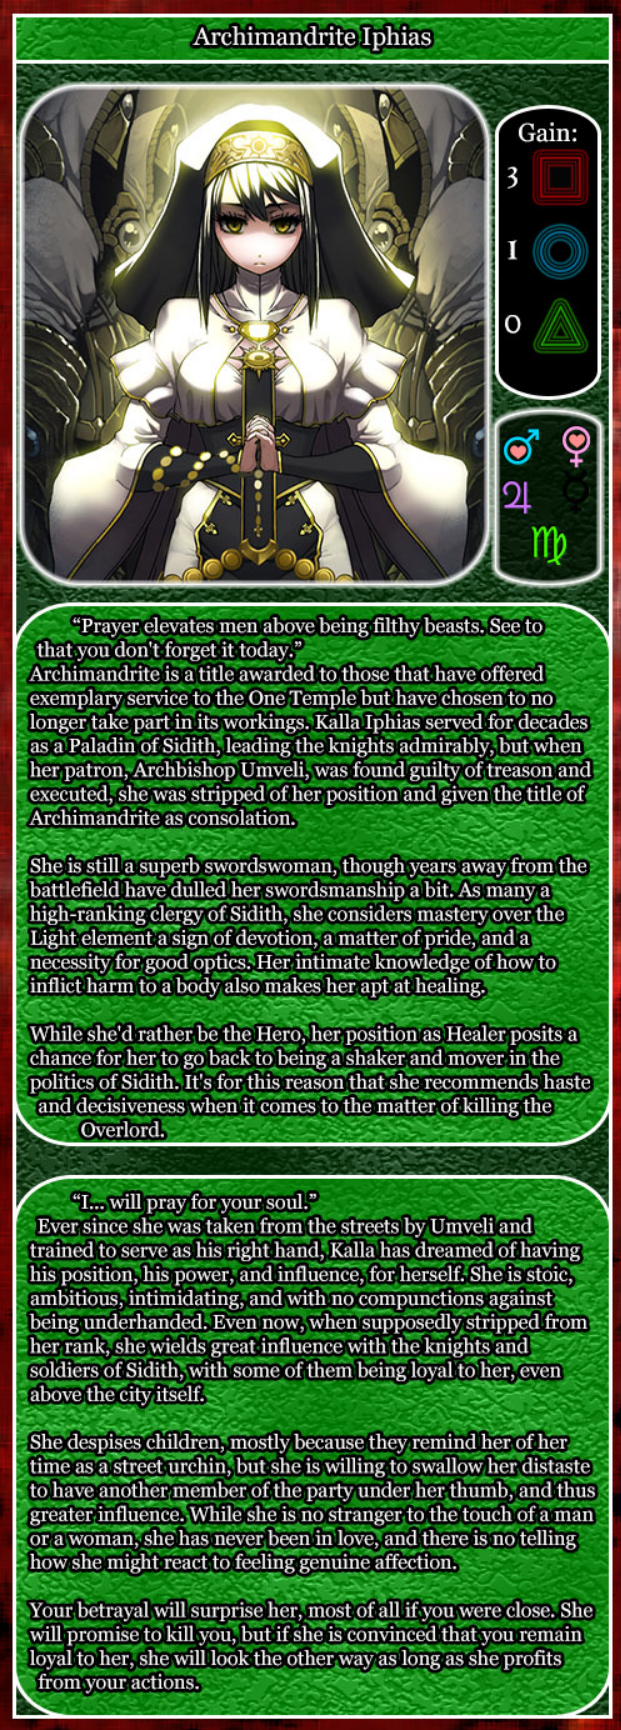 Archimandrite Iphias
Gain:
3
1
0
“Prayer elevates men above being filthy beasts. See to
that you don't forget it today.”
Archimandrite is a title awarded to those that have offered
exemplary service to the One Temple but have chosen to no
longer take part in its workings. Kalla Iphias served for decades
as a Paladin of Sidith, leading the knights admirably, but when
her patron, Archbishop Umveli, was found guilty of treason and
executed, she was stripped of her position and given the title of
Archimandrite as consolation.
She is still a superb swordswoman, though years away from the
battlefield have dulled her swordsmanship a bit. As many a
high-ranking clergy of Sidith, she considers mastery over the
Light element a sign of devotion, a matter of pride, and a
necessity for good optics. Her intimate knowledge of how to
inflict harm to a body also makes her apt at healing.
While she'd rather be the Hero, her position as Healer posits a
chance for her to go back to being a shaker and mover in the
politics of Sidith. It's for this reason that she recommends haste
and decisiveness when it comes to the matter of killing the
Overlord.
“I... will pray for your soul.”
Ever since she was taken from the streets by Umveli and
trained to serve as his right hand, Kalla has dreamed of having
his position, his power, and influence, for herself. She is stoic,
ambitious, intimidating, and with no compunctions against
being underhanded. Even now, when supposedly stripped from
her rank, she wields great influence with the knights and
soldiers of Sidith, with some of them being loyal to her, even
above the city itself.
She despises children, mostly because they remind her of her
time as a street urchin, but she is willing to swallow her distaste
to have another member of the party under her thumb, and thus
greater influence. While she is no stranger to the touch of a man
or a woman, she has never been in love, and there is no telling
how she might react to feeling genuine affection.
Your betrayal will surprise her, most of all if you were close. She
will promise to kill you, but if she is convinced that you remain
loyal to her, she will look the other way as long as she profits
from your actions.